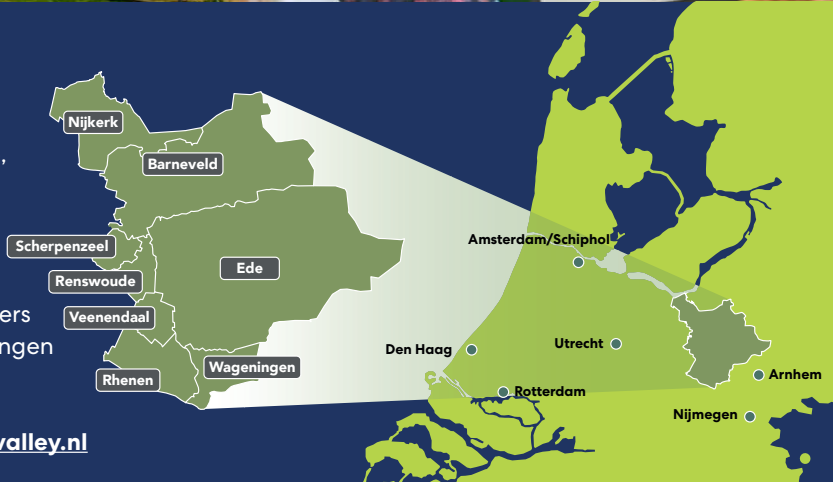 ,
ers
ngen
valley.nl
Nijkerk
Barneveld
Scherpenzeel
Ede
Renswoude
Veenendaal
Wageningen
Rhenen
Amsterdam/Schiphol
Den Haag
Utrecht
Rotterdam
Arnhem
Nijmegen